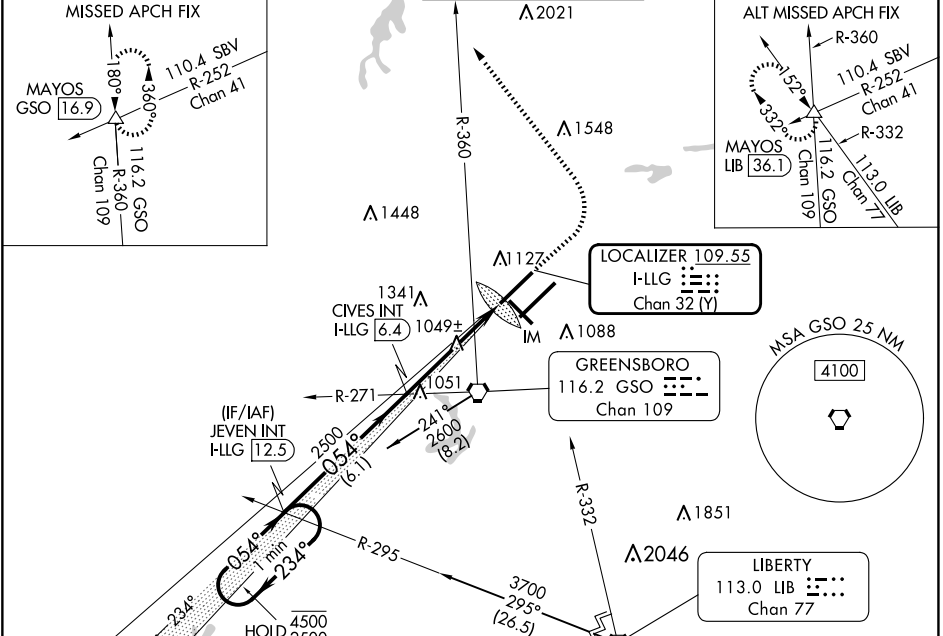 MISSED APCH FIX
110.4 SBV
R-252
Chan 41
180°
360°
MAYOS
GSO 16.9
116.2 GSO
R-360
Chan 109
2021
R-360
1548
1448
1127
1341
CIVES INT
I-LLG 6.4
1049±
IM
1088
LOCALIZER 109.55
I-LLG
Chan 32 (Y)
ALT MISSED APCH FIX
R-360
110.4 SBV
R-252
Chan 41
152°
332°
R-332
MAYOS
LIB 36.1
116.2 GSO
Chan 109
113.0 LIB
Chan 77
GREENSBORO
116.2 GSO
Chan 109
MSA GSO 25 NM
4100
R-271
1051
241°
2600
(8.2)
(IF/IAF)
JEVEN INT
I-LLG 12.5
2500
054°
(6.1)
R-332
1851
2046
054°
1 min
234°
234°
R-295
3700
295°
(26.5)
LIBERTY
113.0 LIB
Chan 77
HOLD 4500